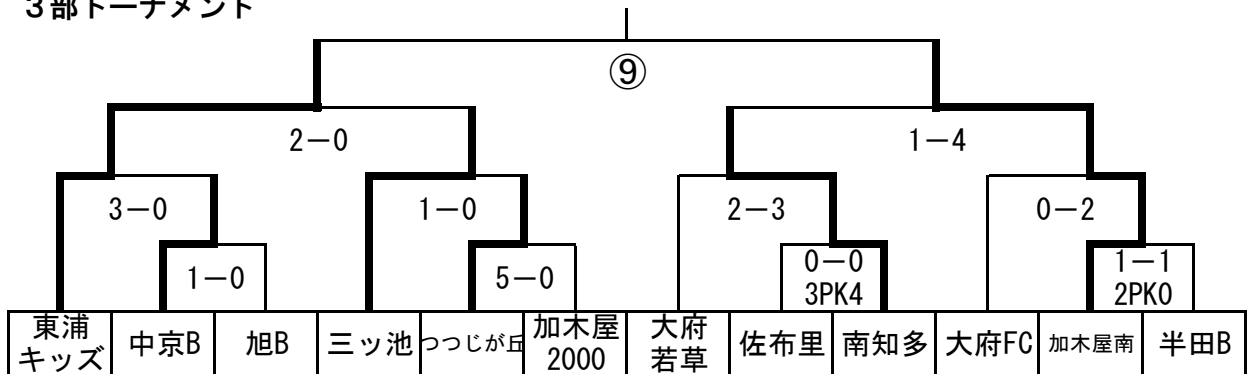 3部トーナメント
⑨
2－0
1－4
3－0
1－0
2－3
0－2
1－0
5－0
0－0
3PK4
1－1
2PK0
東浦
キッズ
中京B
旭B
三ッ池
つつじが丘
加木屋
2000
大府
若草
佐布里
南知多
大府FC
加木屋南
半田B